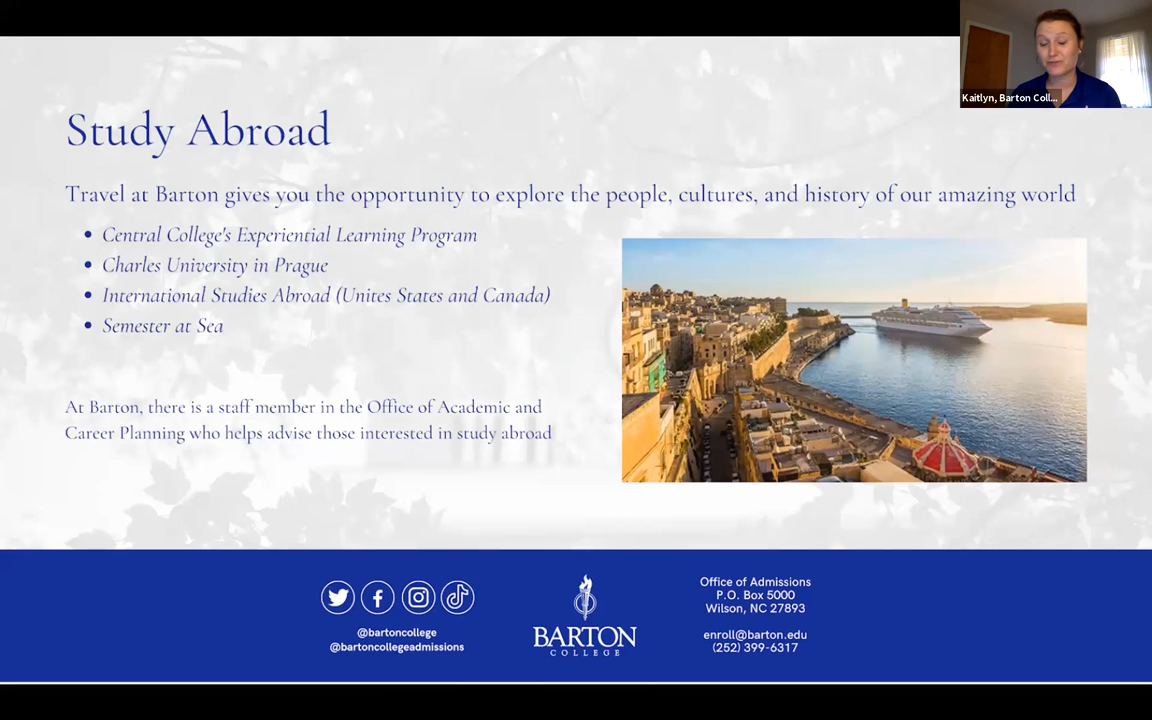 Kaitlyn, Barton Coll...
Study Abroad
Travel at Barton gives you the opportunity to explore the people, cultures, and history of our amazing world
• Central College's Experiential Learning Program
• Charles University in Prague
• International Studies Abroad (Unites States and Canada)
• Semester at Sea
At Barton, there is a staff member in the Office of Academic and
Career Planning who helps advise those interested in study abroad
@bartoncollege
@bartoncollegeadmissions
BARTON
COLLEGE
Office of Admissions
P.O. Box 5000
Wilson, NC 27893
enroll@barton.edu
(252) 399-6317